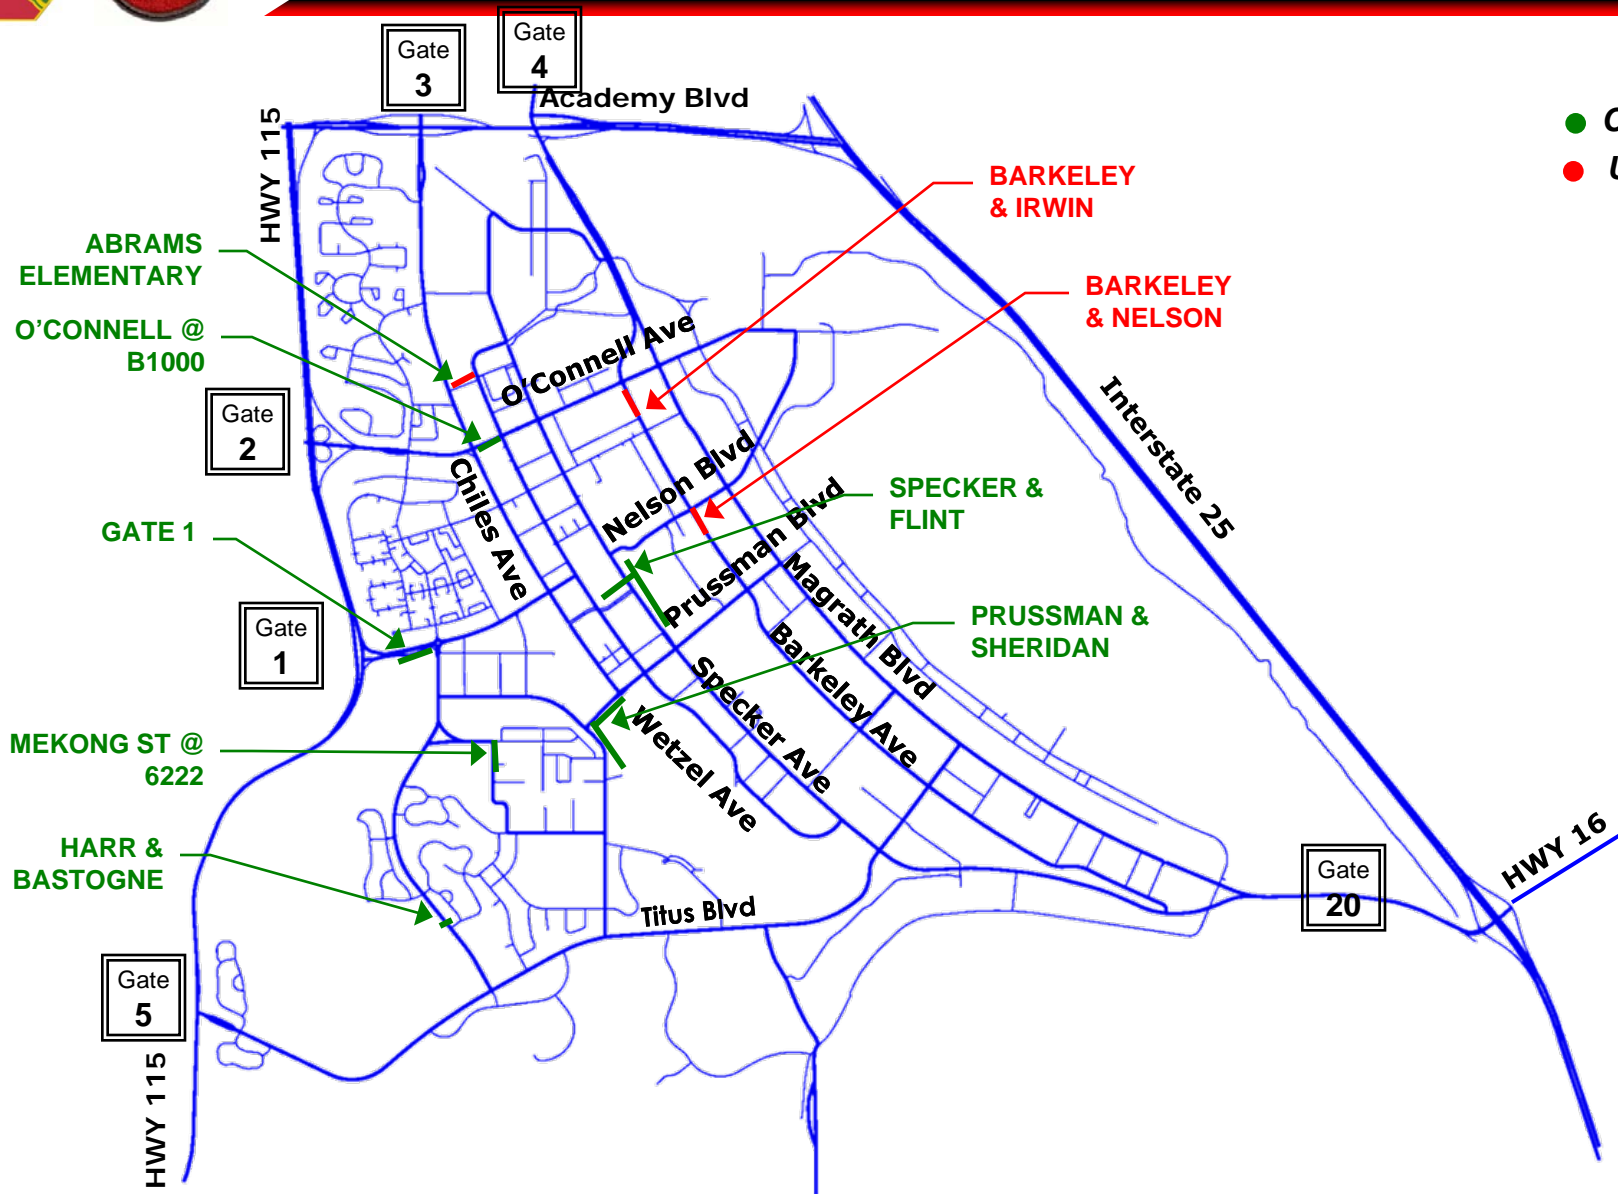 Gate
3
Gate
4
Academy Blvd
HWY 115
BARKELEY
& IRWIN
ABRAMS
ELEMENTARY
BARKELEY
& NELSON
O'CONNELL @
B1000
O'Connell Ave
Gate
2
Interstate 25
Chiles Ave
Nelson Blvd
SPECKER &
FLINT
GATE 1
Prussman Blvd
Magrath Blvd
Gate
1
PRUSSMAN &
SHERIDAN
Barkeley Ave
Specker Ave
Wetzel Ave
MEKONG ST @
6222
HARR &
BASTOGNE
Titus Blvd
HWY 16
Gate
20
Gate
5
HWY 115